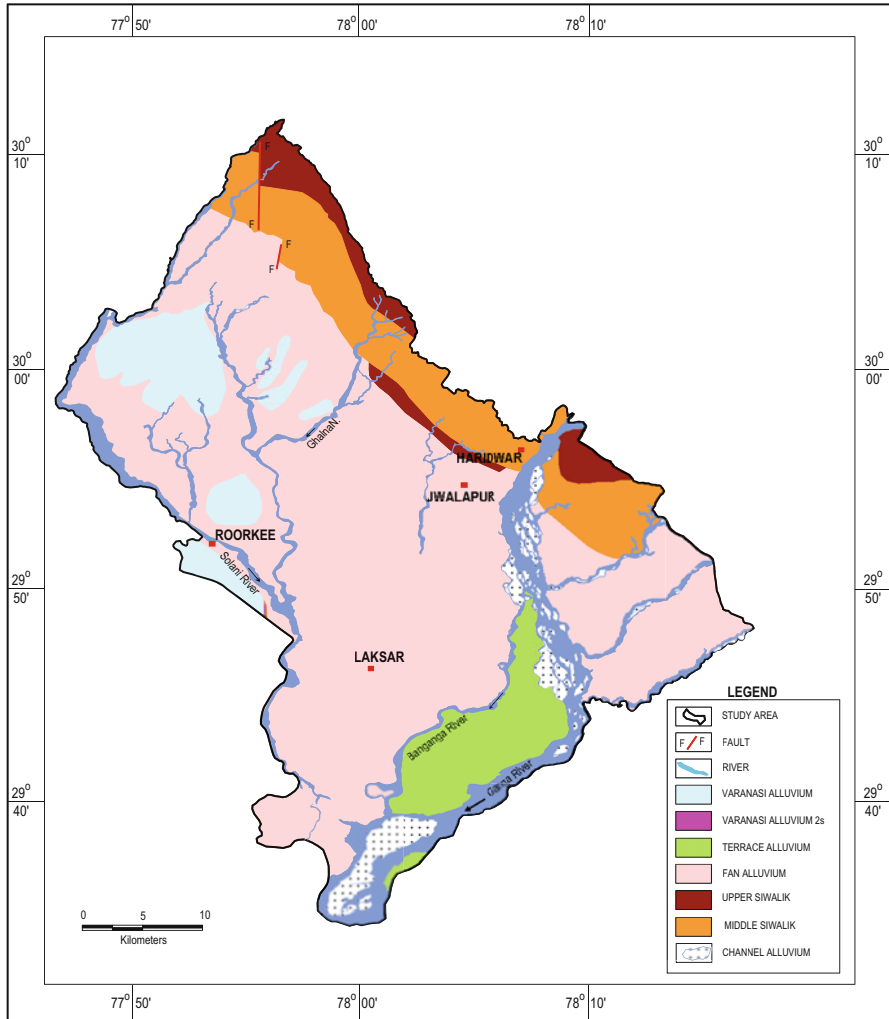 77° 50' 78° 00' 78° 10'
30° 10'
30° 10'
F
F
F
F
30° 00'
30° 00'
GhalnaN.
HARIDWAR
JWALAPUR
ROORKEE
Solani River
29° 50'
29° 50'
LAKSAR
Banganga River
Ganga River
29° 40'
29° 40'
LEGEND
STUDY AREA
F F FAULT
RIVER
VARANASI ALLUVIUM
VARANASI ALLUVIUM 2s
TERRACE ALLUVIUM
FAN ALLUVIUM
UPPER SIWALIK
MIDDLE SIWALIK
CHANNEL ALLUVIUM
0 5 10
Kilometers
77° 50' 78° 00' 78° 10'